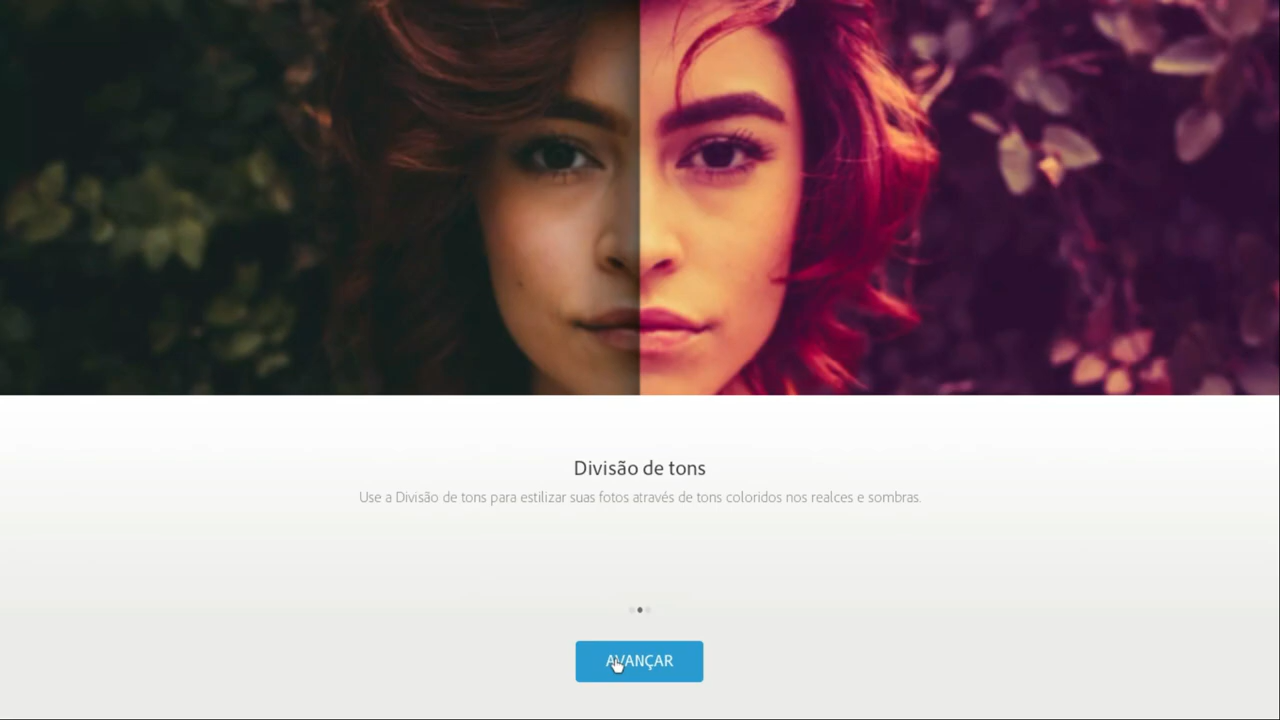 Divisão de tons
Use a Divisão de tons para estilizar suas fotos através de tons coloridos nos realces e sombras.
AVANÇAR